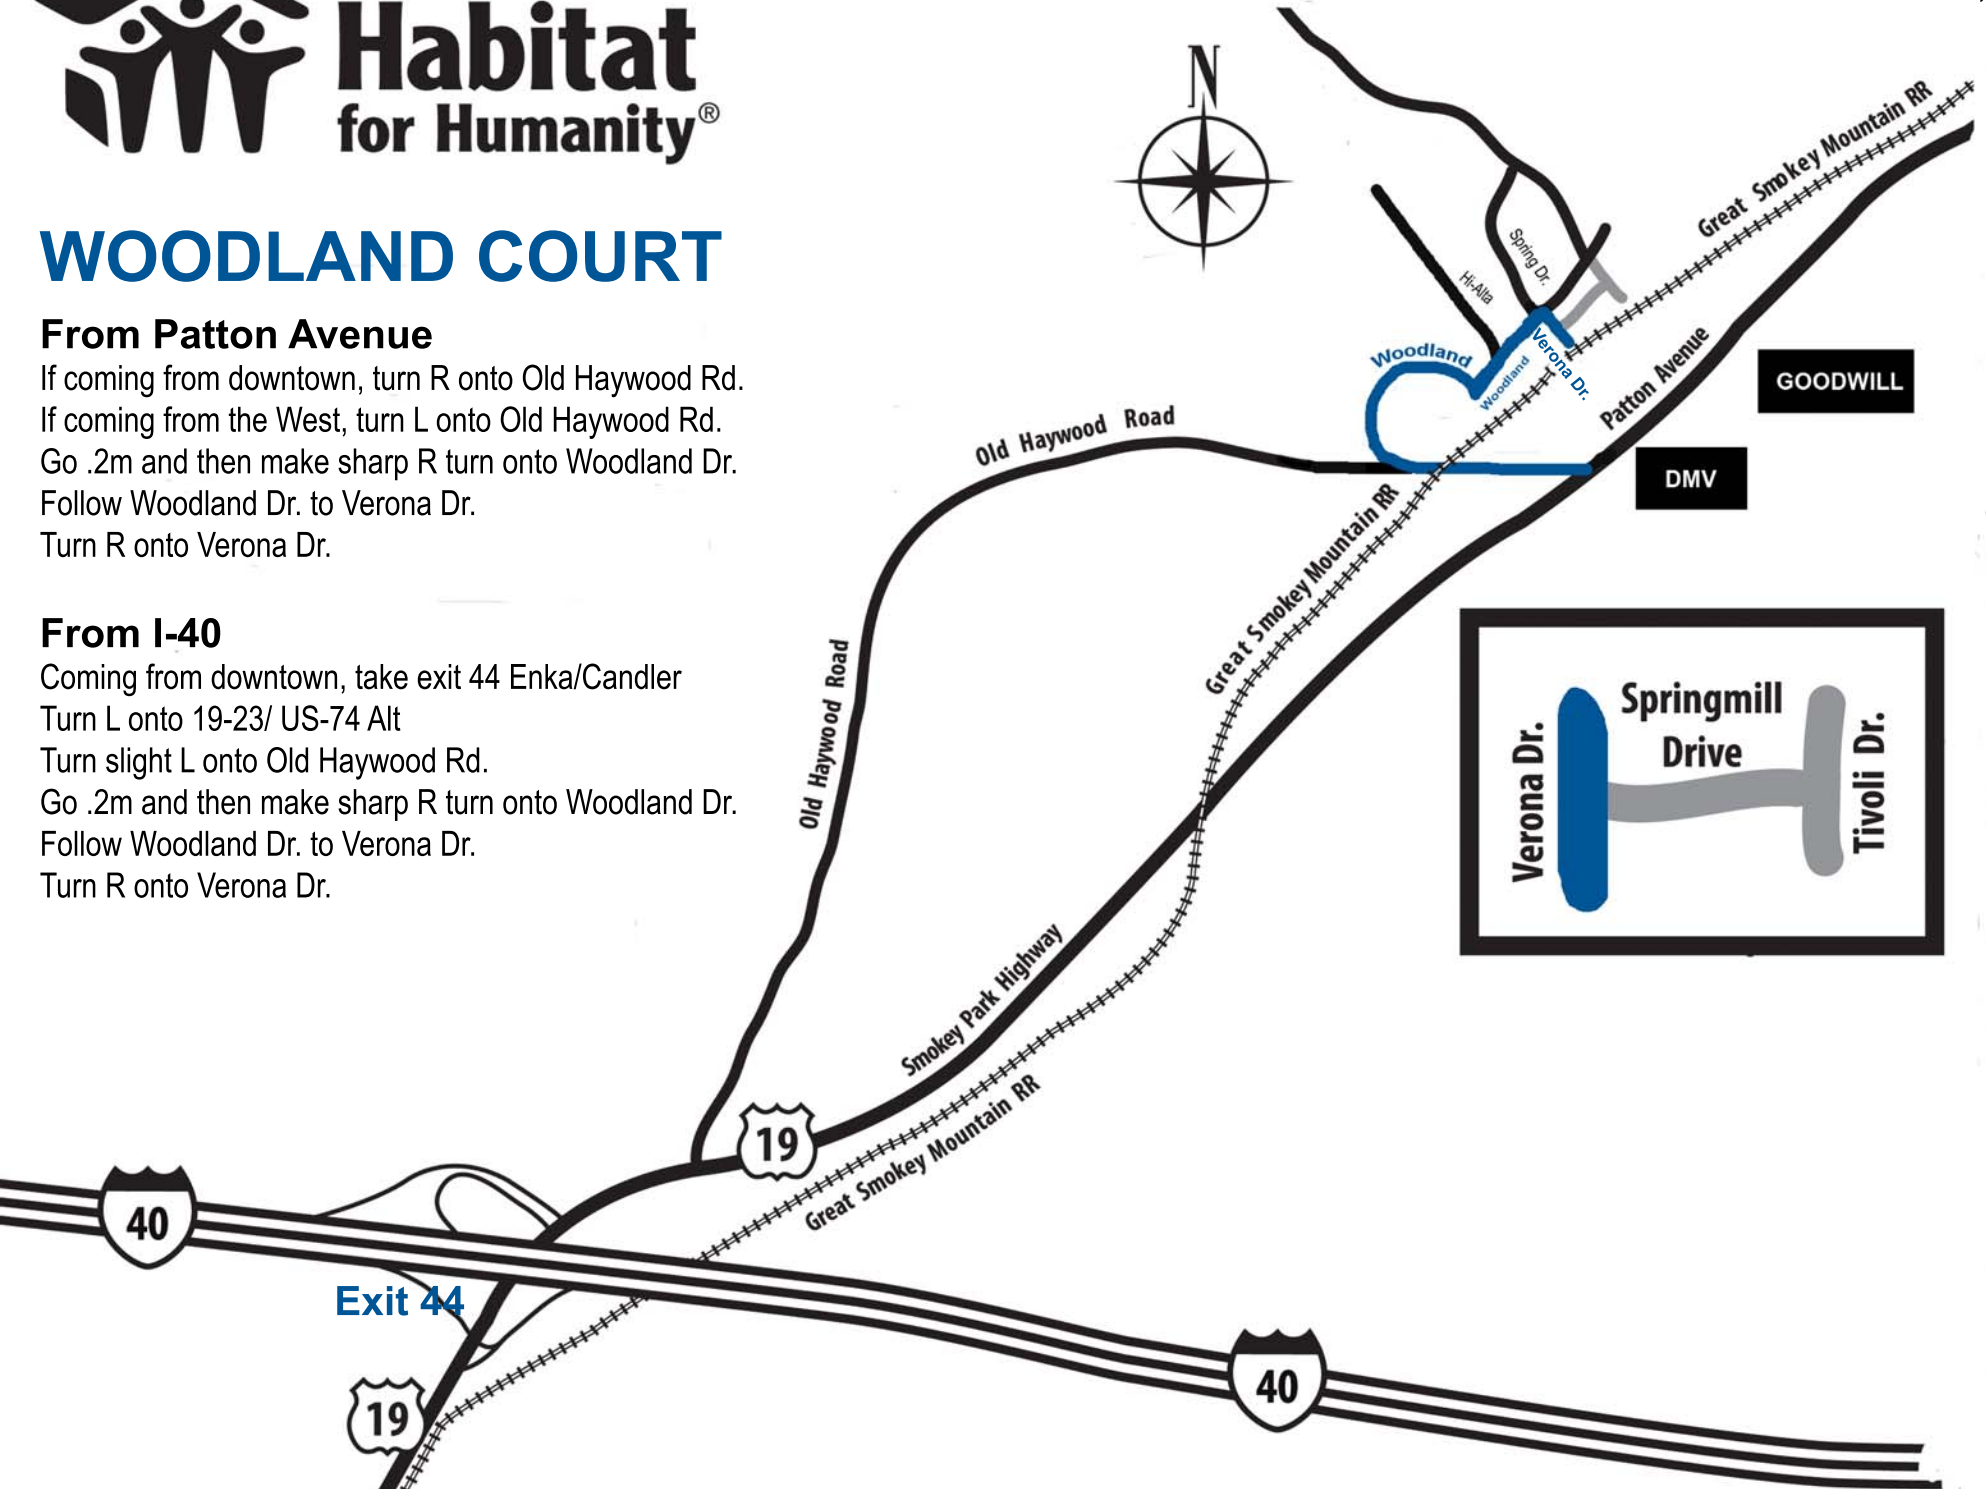 Habitat
for Humanity®
WOODLAND COURT
From Patton Avenue
If coming from downtown, turn R onto Old Haywood Rd.
If coming from the West, turn L onto Old Haywood Rd.
Go .2m and then make sharp R turn onto Woodland Dr.
Follow Woodland Dr. to Verona Dr.
Turn R onto Verona Dr.
From I-40
Coming from downtown, take exit 44 Enka/Candler
Turn L onto 19-23/ US-74 Alt
Turn slight L onto Old Haywood Rd.
Go .2m and then make sharp R turn onto Woodland Dr.
Follow Woodland Dr. to Verona Dr.
Turn R onto Verona Dr.
N
Great Smokey Mountain RR
Spring Dr.
Hi-Alta
Woodland
Woodland
Verona Dr.
Patton Avenue
GOODWILL
DMV
Old Haywood Road
Great Smokey Mountain RR
Old Haywood Road
Springmill
Drive
Verona Dr.
Tivoli Dr.
Smokey Park Highway
19
Great Smokey Mountain RR
40
Exit 44
19
40